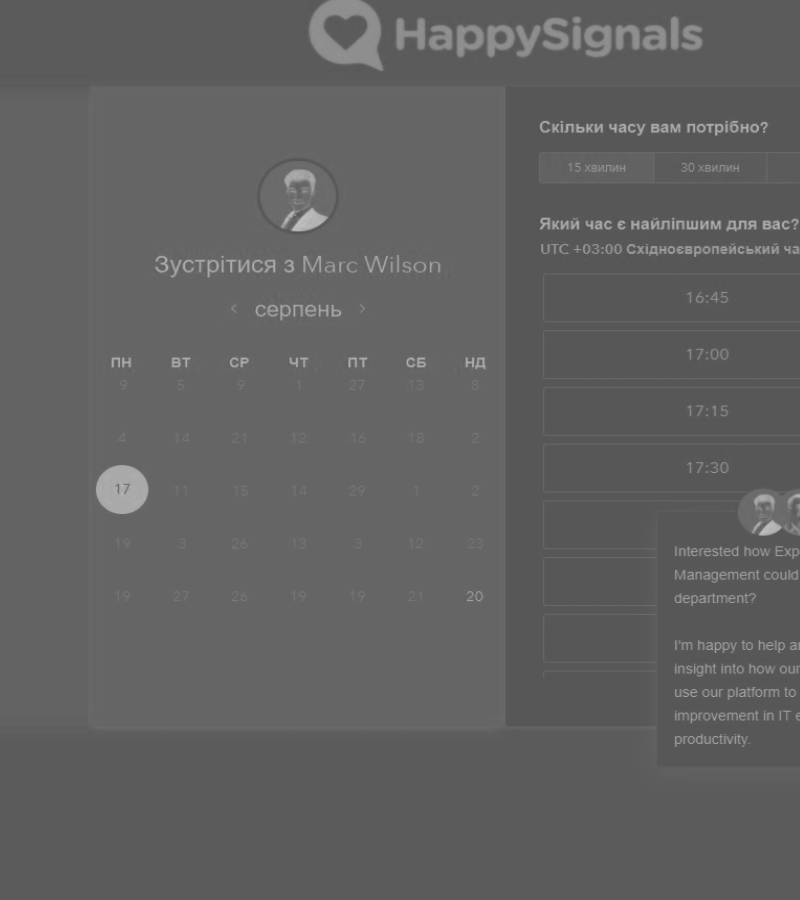 HappySignals
Зустрітися з Marc Wilson
серпень
ПН ВТ СР ЧТ ПТ СБ НД
9 5 9 1 27 13 8
4 14 21 12 16 18 2
17 11 15 14 29 1 2
19 3 26 13 3 12 23
19 27 26 19 19 21 20
Скільки часу вам потрібно?
15 хвилин 30 хвилин
Який час є найліпшим для вас?
UTC +03:00 Східноєвропейський ча
16:45
17:00
17:15
17:30
Interested how Exp
Management could
department?
I'm happy to help an
insight into how our
use our platform to
improvement in IT e
productivity.